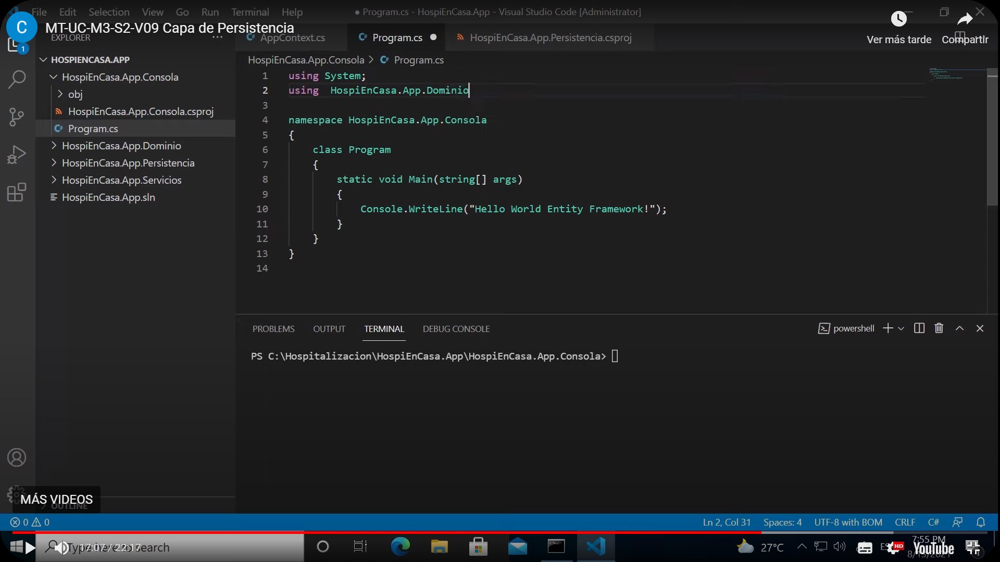 File Edit Selection View Go Run Terminal Help
● Program.cs - HospiEnCasa.App - Visual Studio Code [Administrator]
C
MT-UC-M3-S2-V09 Capa de Persistencia
Ver más tarde
Compartir
EXPLORER
1
AppContext.cs
Program.cs
HospiEnCasa.App.Persistencia.csproj
HOSPIENCASA.APP
HospiEnCasa.App.Consola
obj
HospiEnCasa.App.Consola.csproj
Program.cs
HospiEnCasa.App.Dominio
HospiEnCasa.App.Persistencia
HospiEnCasa.App.Servicios
HospiEnCasa.App.sln
HospiEnCasa.App.Consola > Program.cs
1 using System;
2 using  HospiEnCasa.App.Dominio
3
4 namespace HospiEnCasa.App.Consola
5 {
6     class Program
7     {
8         static void Main(string[] args)
9         {
10             Console.WriteLine("Hello World Entity Framework!");
11         }
12     }
13 }
14
PROBLEMS OUTPUT TERMINAL DEBUG CONSOLE
powershell
PS C:\Hospitalizacion\HospiEnCasa.App\HospiEnCasa.App.Consola>
MÁS VIDEOS
OUTLINE
0 0
Ln 2, Col 31 Spaces: 4 UTF-8 with BOM CRLF C#
Type here to search
17:07 / 22:17
27°C
HD
YouTube
7:55 PM